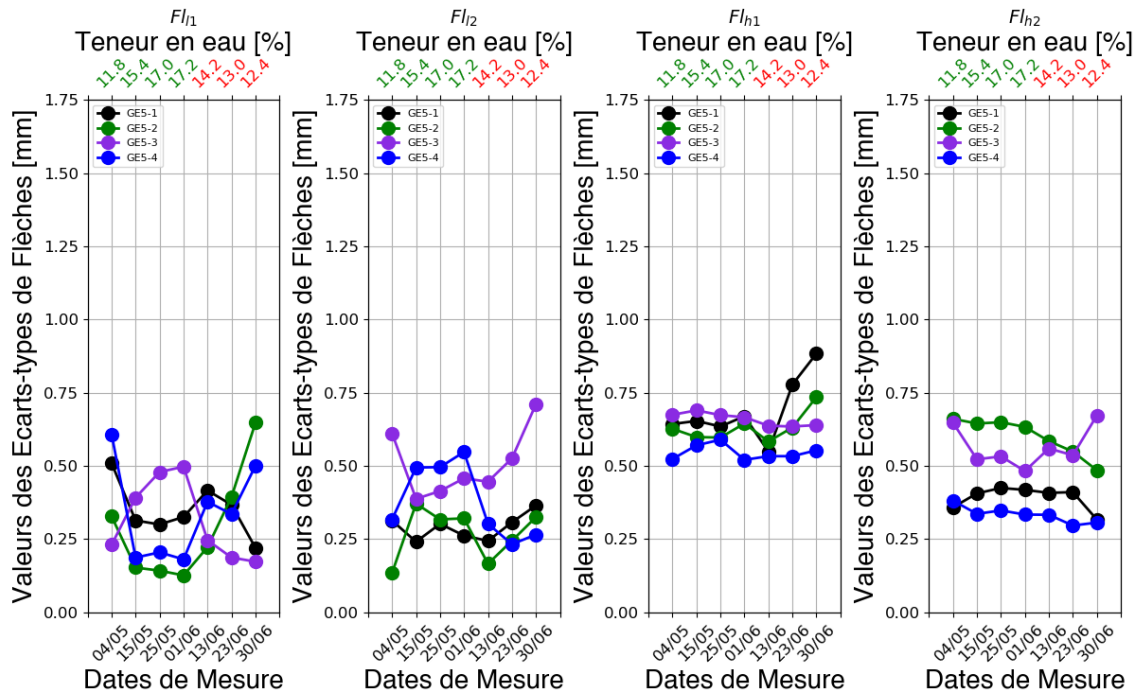 Fl_l1
Teneur en eau [%]
11.8 15.4 17.0 17.2 14.2 13.0 12.4
Valeurs des Ecarts-types de Flèches [mm]
1.75
1.50
1.25
1.00
0.75
0.50
0.25
0.00
GE5-1
GE5-2
GE5-3
GE5-4
04/05 15/05 25/05 01/06 13/06 23/06 30/06
Dates de Mesure
Fl_l2
Teneur en eau [%]
11.8 15.4 17.0 17.2 14.2 13.0 12.4
Valeurs des Ecarts-types de Flèches [mm]
1.75
1.50
1.25
1.00
0.75
0.50
0.25
0.00
GE5-1
GE5-2
GE5-3
GE5-4
04/05 15/05 25/05 01/06 13/06 23/06 30/06
Dates de Mesure
Fl_h1
Teneur en eau [%]
11.8 15.4 17.0 17.2 14.2 13.0 12.4
Valeurs des Ecarts-types de Flèches [mm]
1.75
1.50
1.25
1.00
0.75
0.50
0.25
0.00
GE5-1
GE5-2
GE5-3
GE5-4
04/05 15/05 25/05 01/06 13/06 23/06 30/06
Dates de Mesure
Fl_h2
Teneur en eau [%]
11.8 15.4 17.0 17.2 14.2 13.0 12.4
Valeurs des Ecarts-types de Flèches [mm]
1.75
1.50
1.25
1.00
0.75
0.50
0.25
0.00
GE5-1
GE5-2
GE5-3
GE5-4
04/05 15/05 25/05 01/06 13/06 23/06 30/06
Dates de Mesure